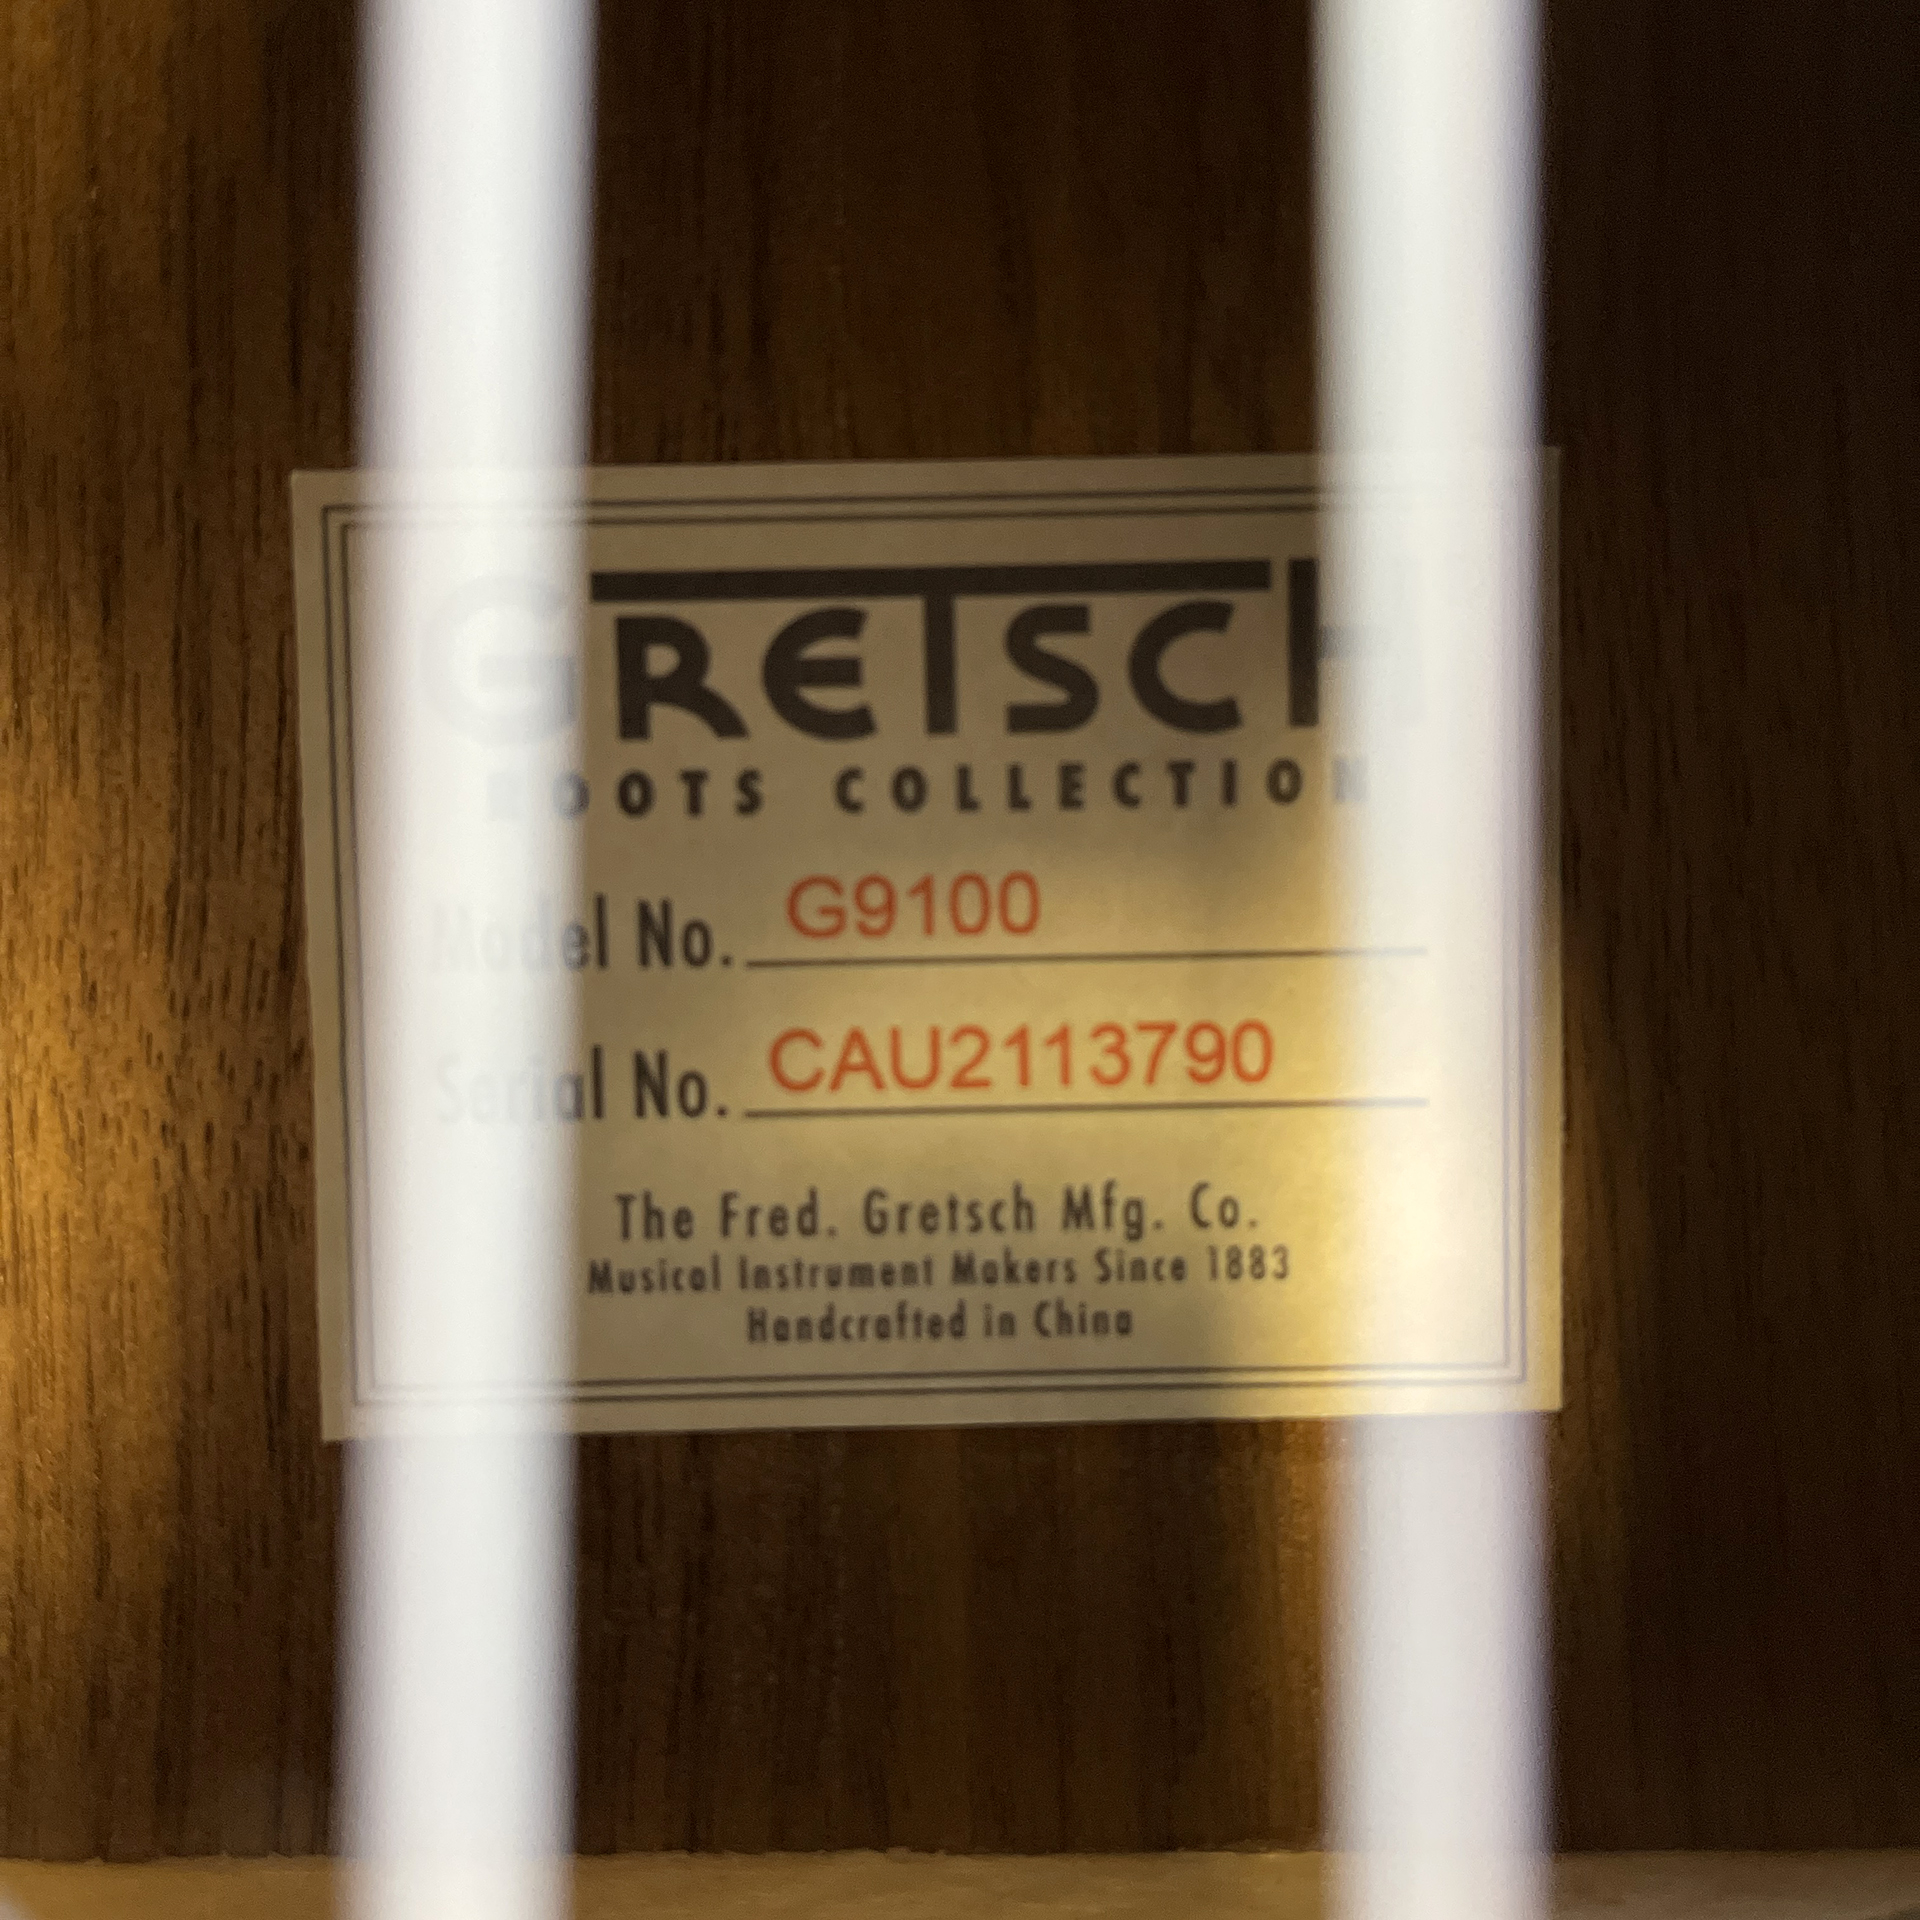 GRETSCH
ROOTS COLLECTION
Model No. G9100
Serial No. CAU2113790
The Fred. Gretsch Mfg. Co.
Musical Instrument Makers Since 1883
Handcrafted in China